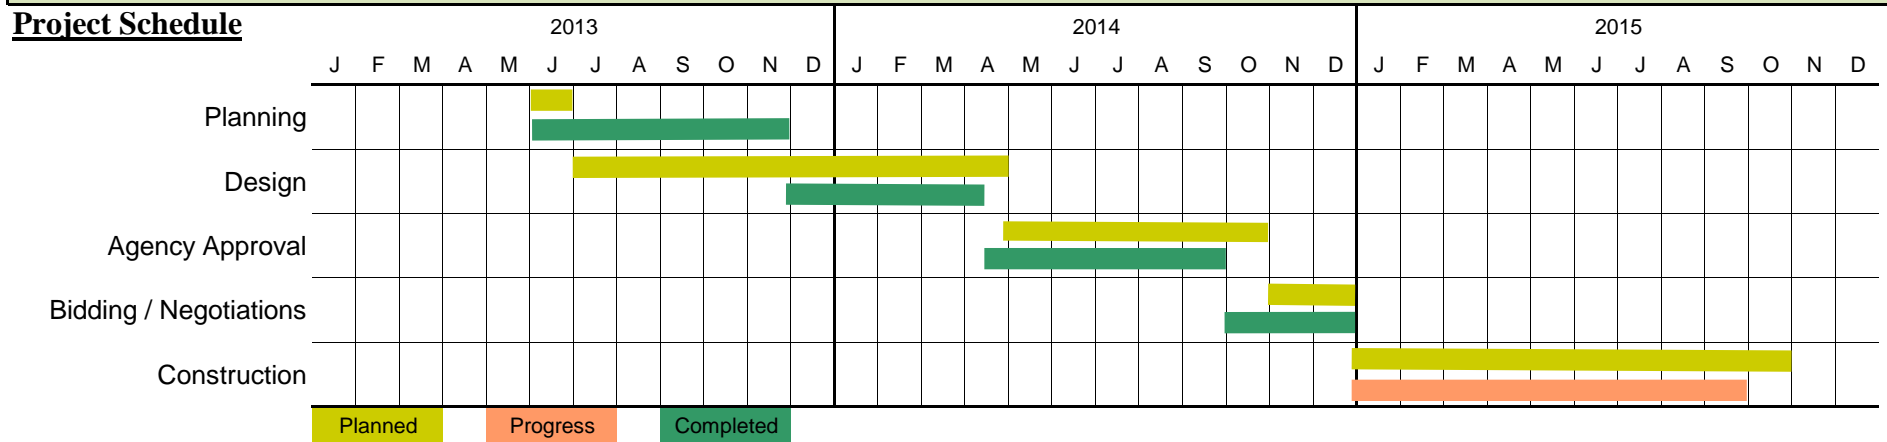 Project Schedule 2013 2014 2015
J F M A M J J A S O N D J F M A M J J A S O N D J F M A M J J A S O N D
Planning
Design
Agency Approval
Bidding / Negotiations
Construction
Planned Progress Completed